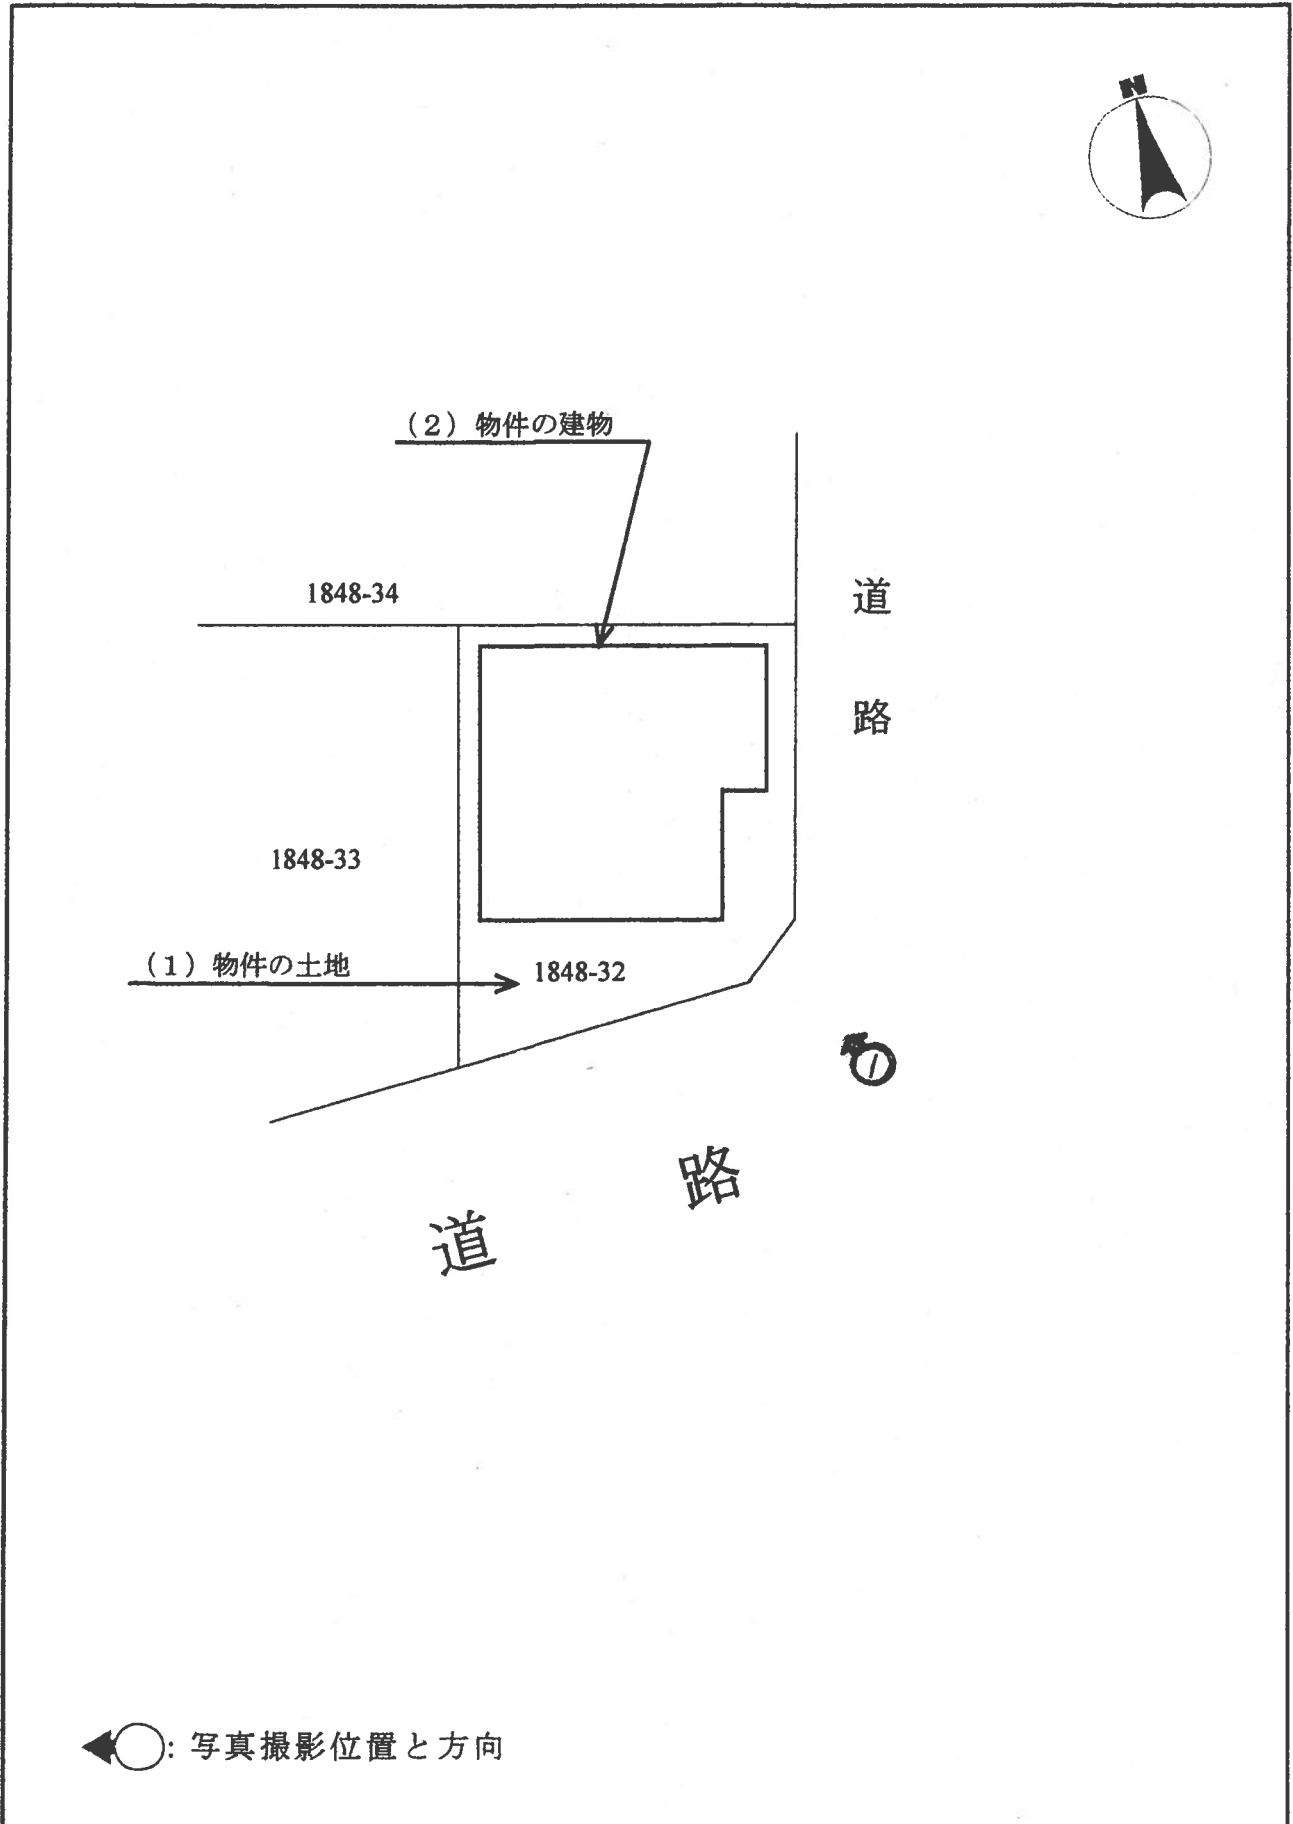 N
（２）物件の建物
1848-34
道路
1848-33
（１）物件の土地
1848-32
1
道路
: 写真撮影位置と方向